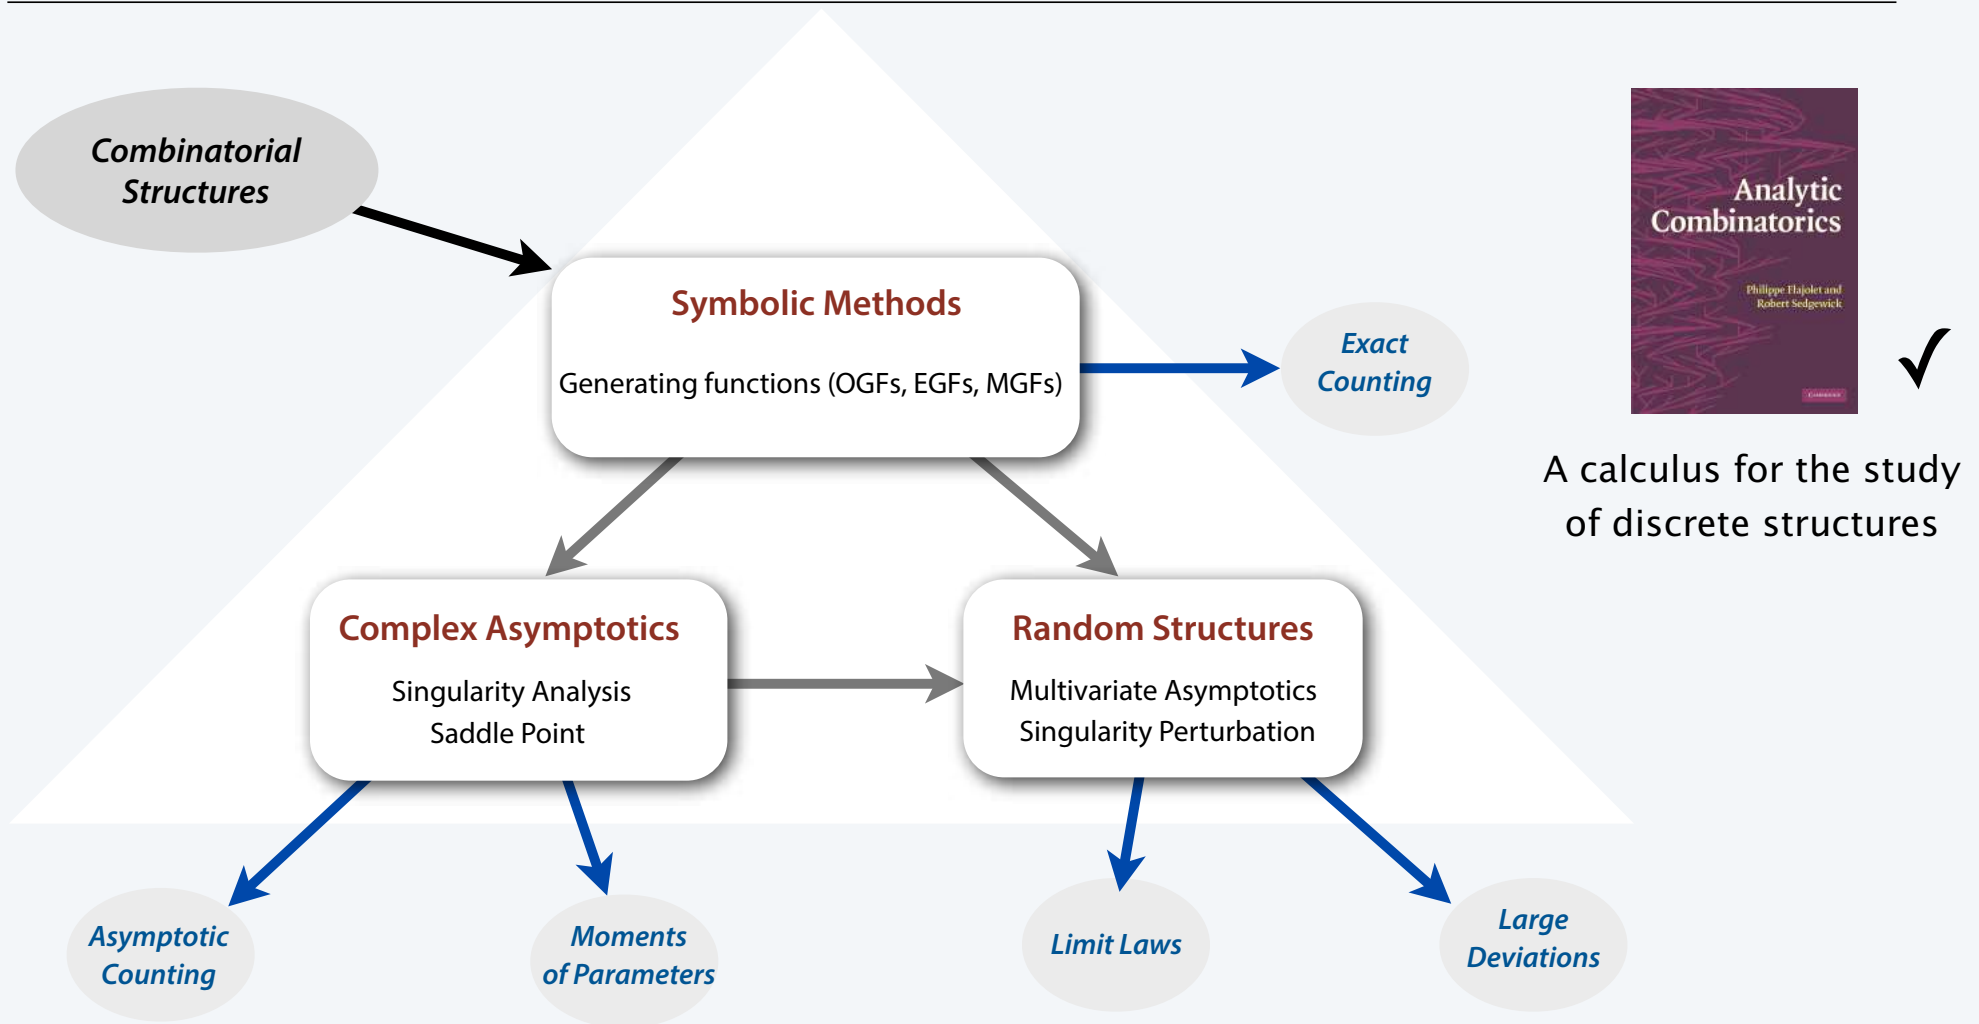 Combinatorial
Structures
Symbolic Methods
Generating functions (OGFs, EGFs, MGFs)
Exact
Counting
Analytic
Combinatorics
Philippe Flajolet and
Robert Sedgewick
CAMBRIDGE
A calculus for the study
of discrete structures
Complex Asymptotics
Singularity Analysis
Saddle Point
Random Structures
Multivariate Asymptotics
Singularity Perturbation
Asymptotic
Counting
Moments
of Parameters
Limit Laws
Large
Deviations